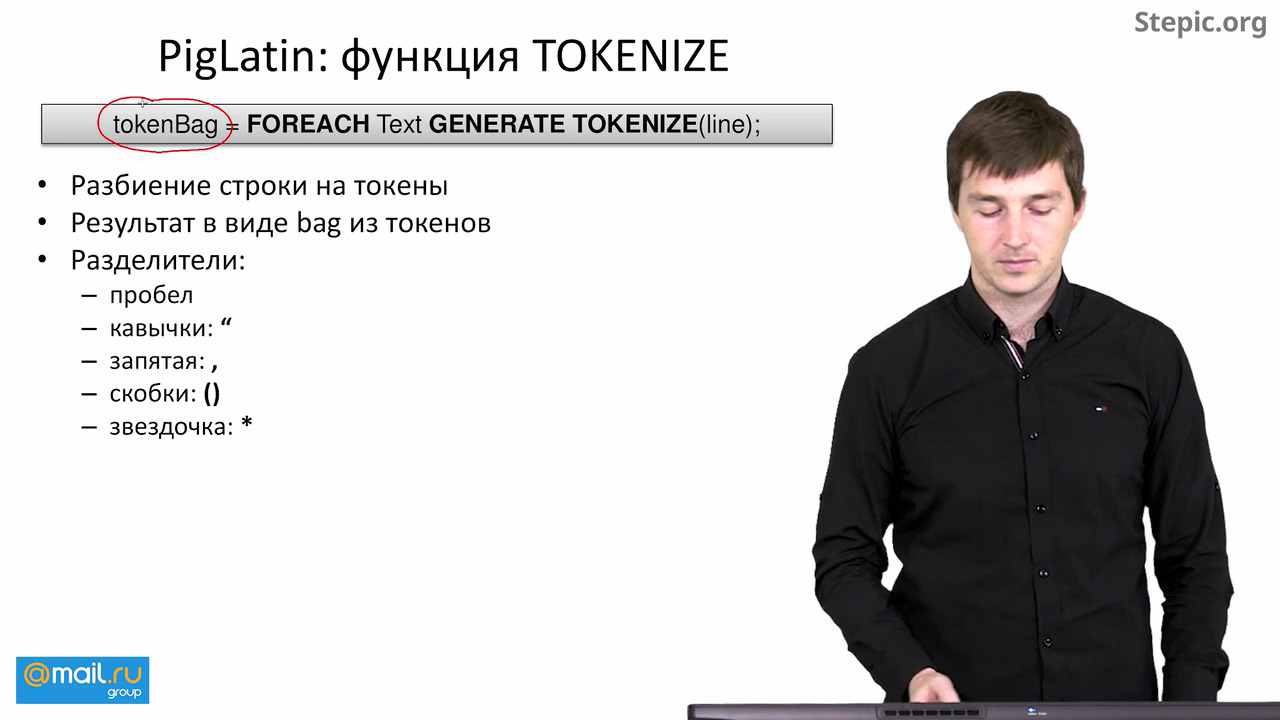 Stepic.org
PigLatin: функция TOKENIZE
tokenBag = FOREACH Text GENERATE TOKENIZE(line);
• Разбиение строки на токены
• Результат в виде bag из токенов
• Разделители:
– пробел
– кавычки: “
– запятая: ,
– скобки: ()
– звездочка: *
@mail.ru
group